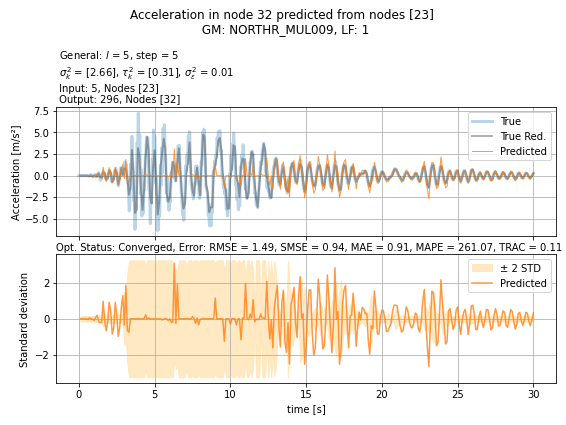 Acceleration in node 32 predicted from nodes [23]
GM: NORTHR_MUL009, LF: 1
General: l = 5, step = 5
σ²ₖ = [2.66], τ²ₖ = [0.31], σ²ε = 0.01
Input: 5, Nodes [23]
Output: 296, Nodes [32]
7.5
5.0
2.5
0.0
−2.5
−5.0
Acceleration [m/s²]
True
True Red.
Predicted
Opt. Status: Converged, Error: RMSE = 1.49, SMSE = 0.94, MAE = 0.91, MAPE = 261.07, TRAC = 0.11
2
0
−2
Standard deviation
± 2 STD
Predicted
0 5 10 15 20 25 30
time [s]